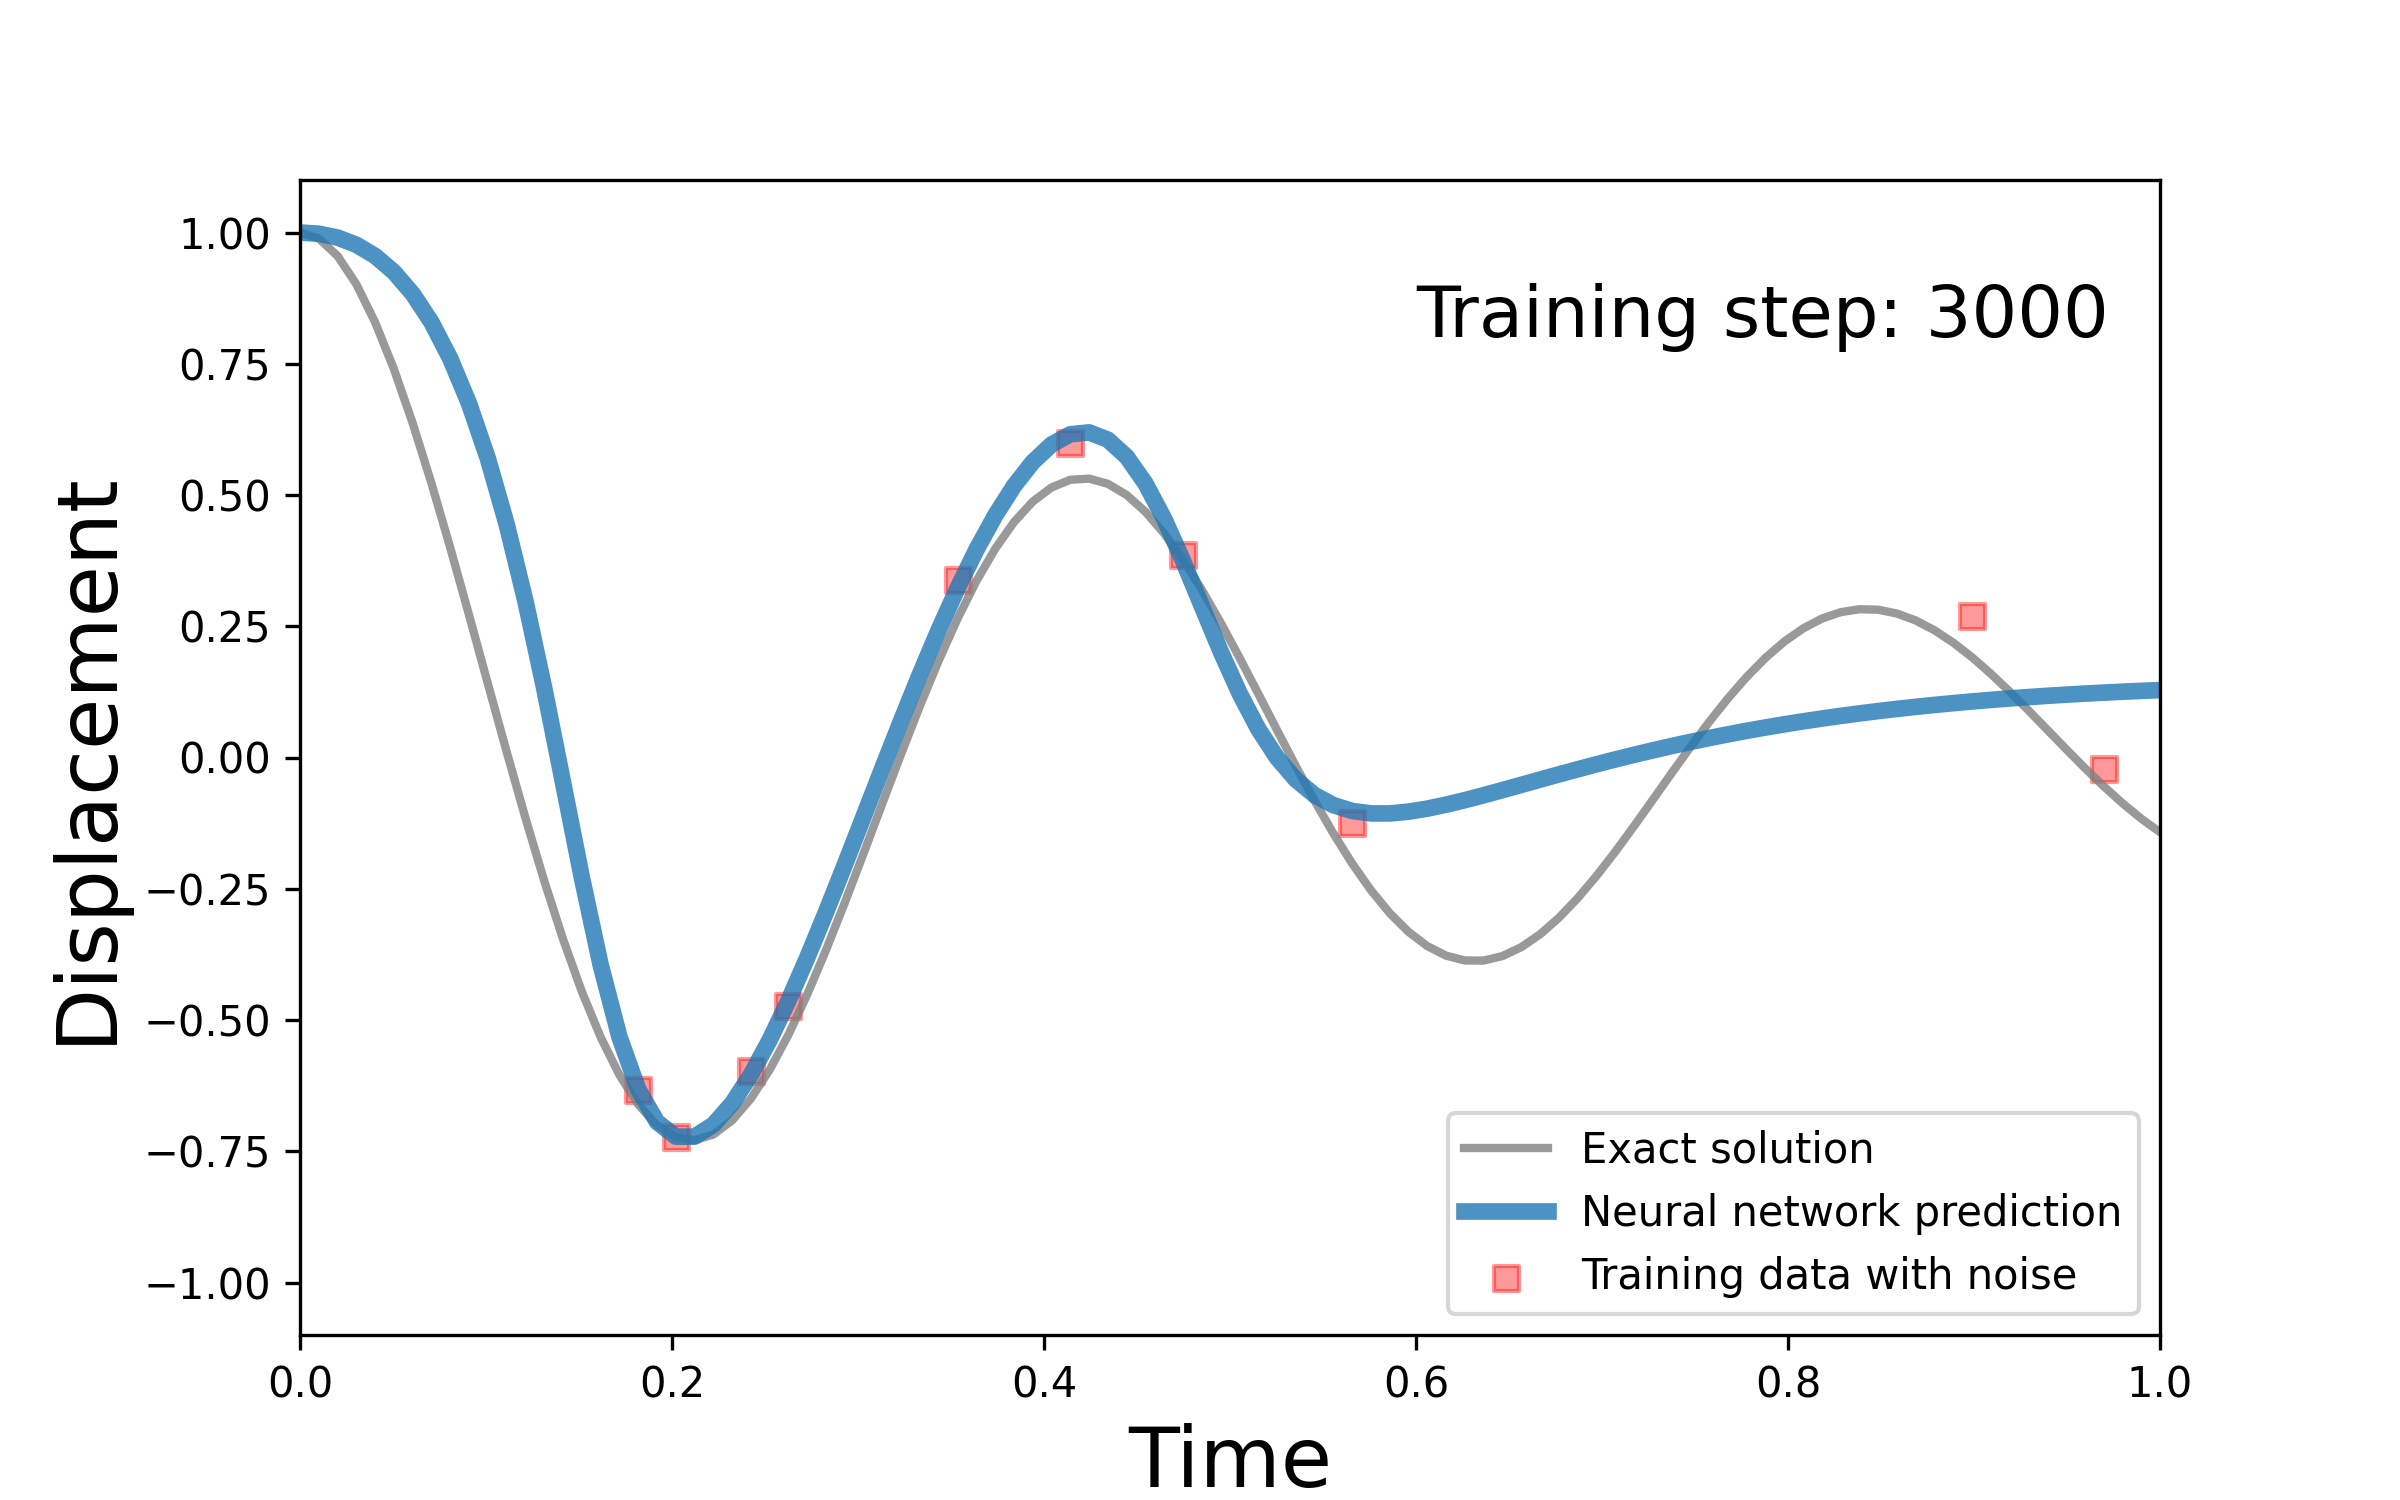 Training step: 3000
Displacement
1.00
0.75
0.50
0.25
0.00
−0.25
−0.50
−0.75
−1.00
Exact solution
Neural network prediction
Training data with noise
0.0 0.2 0.4 0.6 0.8 1.0
Time